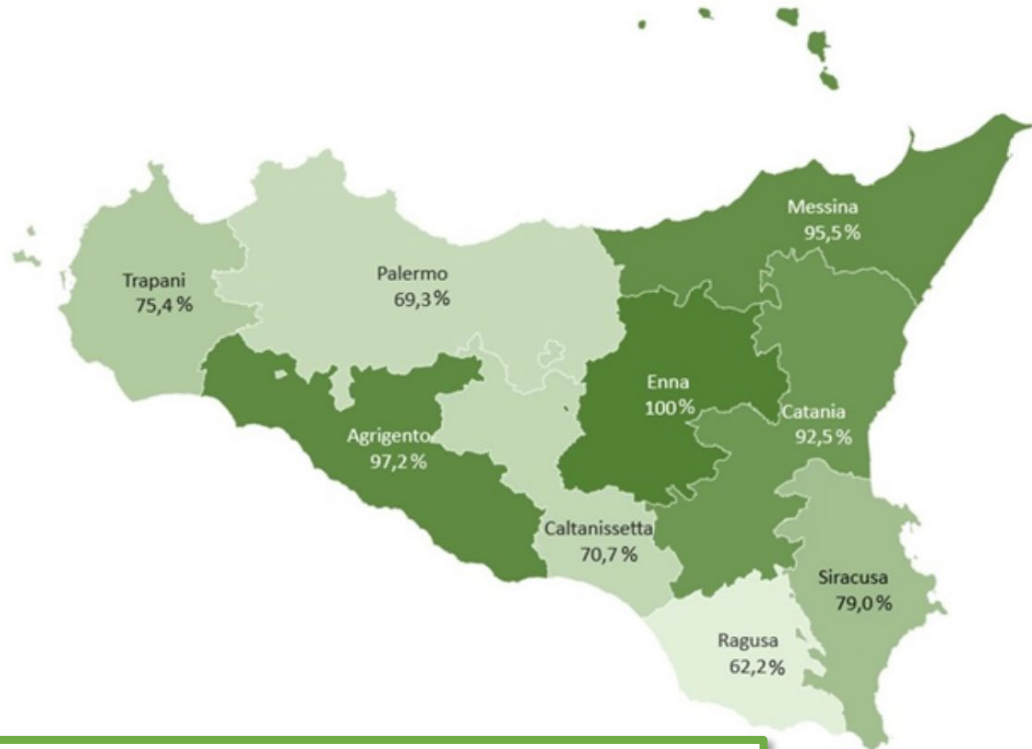 Messina
95,5%
Trapani
75,4%
Palermo
69,3%
Enna
100%
Catania
92,5%
Agrigento
97,2%
Caltanissetta
70,7%
Siracusa
79,0%
Ragusa
62,2%